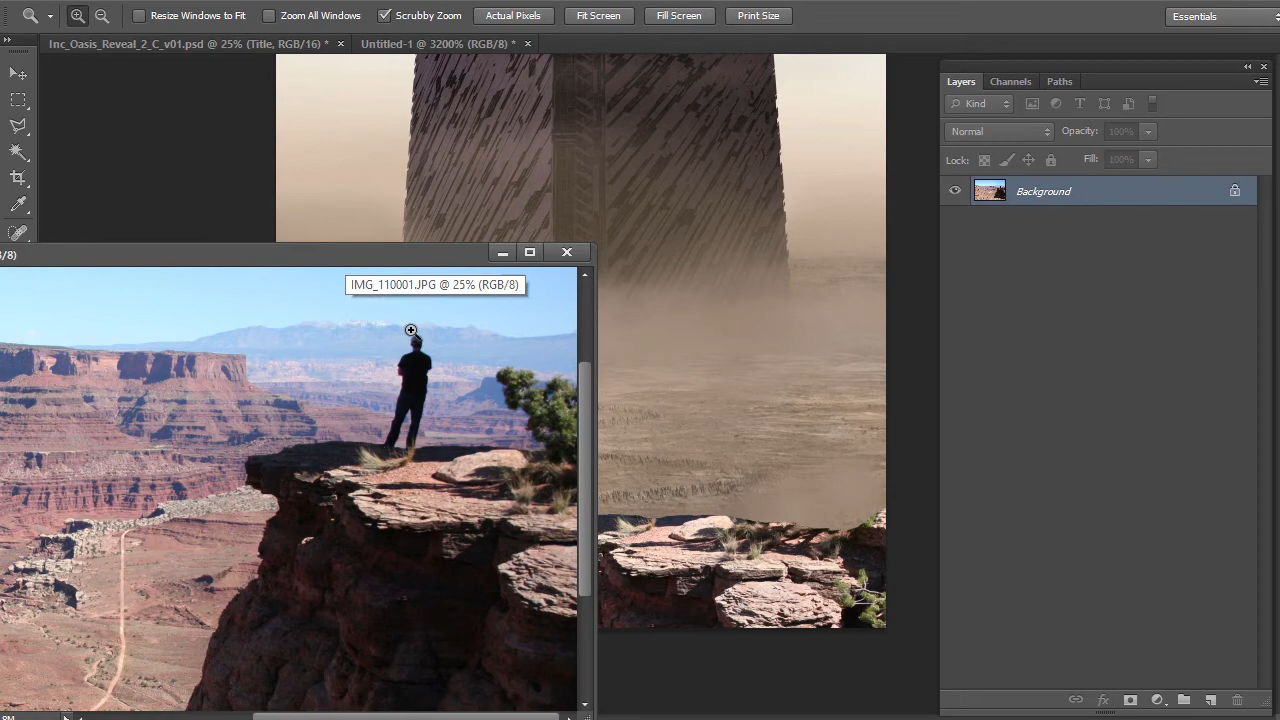 Resize Windows to Fit Zoom All Windows Scrubby Zoom Actual Pixels Fit Screen Fill Screen Print Size Essentials
Inc_Oasis_Reveal_2_C_v01.psd @ 25% (Title, RGB/16) * × Untitled-1 @ 3200% (RGB/8) * ×
Layers Channels Paths
Kind
Normal Opacity: 100%
Lock: Fill: 100%
Background
/8)
IMG_110001.JPG @ 25% (RGB/8)
fx